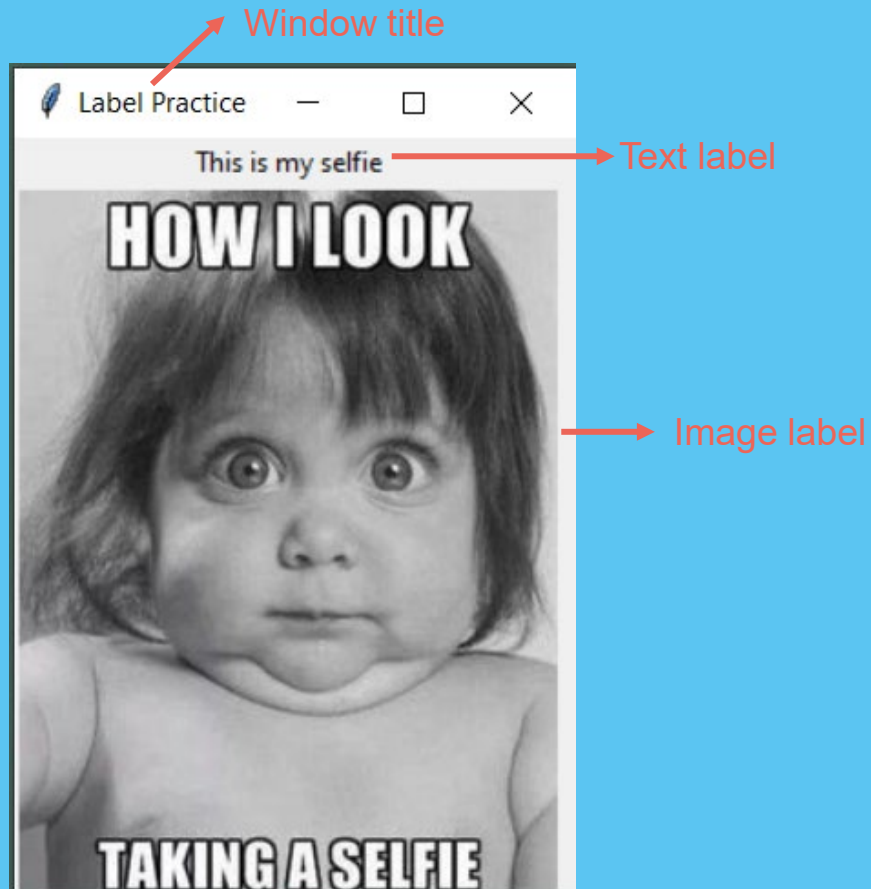 Window title
Label Practice
This is my selfie
Text label
HOW I LOOK
Image label
TAKING A SELFIE